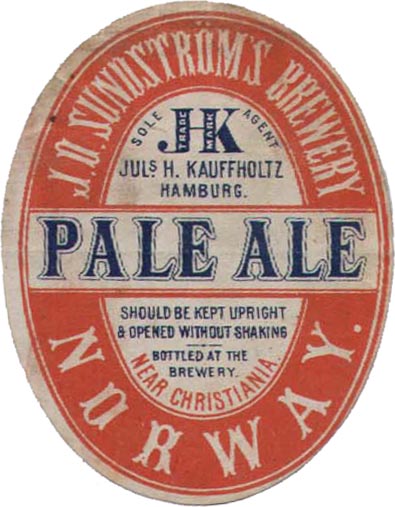 J.D. SUNDSTRÖM'S BREWERY
SOLE AGENT
JHK
TRADE MARK
JULS H. KAUFFHOLTZ
HAMBURG.
PALE ALE
SHOULD BE KEPT UPRIGHT
& OPENED WITHOUT SHAKING
BOTTLED AT THE
BREWERY.
NEAR CHRISTIANIA
NORWAY.